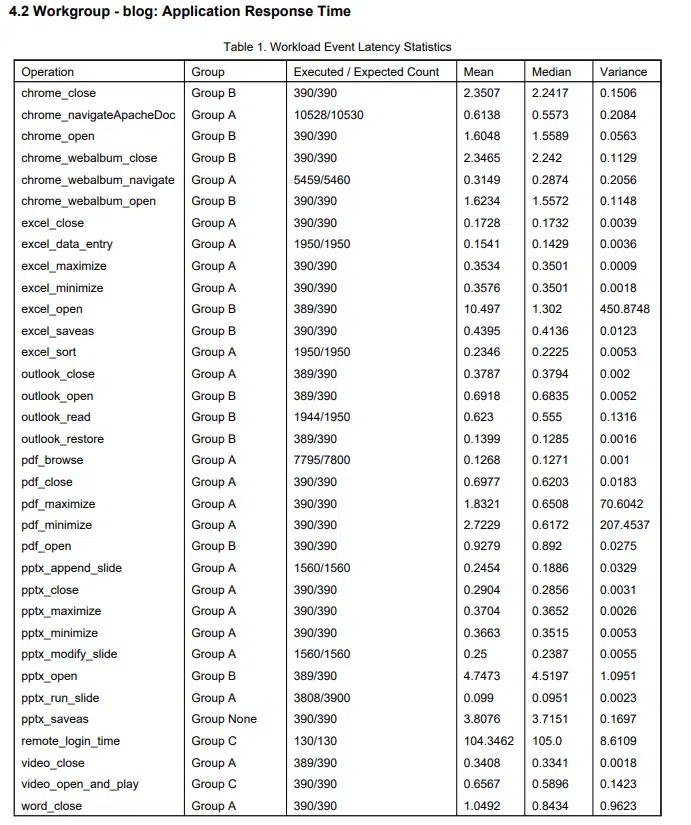 4.2 Workgroup - blog: Application Response Time
Table 1. Workload Event Latency Statistics
Operation Group Executed / Expected Count Mean Median Variance
chrome_close Group B 390/390 2.3507 2.2417 0.1506
chrome_navigateApacheDoc Group A 10528/10530 0.6138 0.5573 0.2084
chrome_open Group B 390/390 1.6048 1.5589 0.0563
chrome_webalbum_close Group B 390/390 2.3465 2.242 0.1129
chrome_webalbum_navigate Group A 5459/5460 0.3149 0.2874 0.2056
chrome_webalbum_open Group B 390/390 1.6234 1.5572 0.1148
excel_close Group A 390/390 0.1728 0.1732 0.0039
excel_data_entry Group A 1950/1950 0.1541 0.1429 0.0036
excel_maximize Group A 390/390 0.3534 0.3501 0.0009
excel_minimize Group A 390/390 0.3576 0.3501 0.0018
excel_open Group B 389/390 10.497 1.302 450.8748
excel_saveas Group B 390/390 0.4395 0.4136 0.0123
excel_sort Group A 1950/1950 0.2346 0.2225 0.0053
outlook_close Group A 389/390 0.3787 0.3794 0.002
outlook_open Group B 389/390 0.6918 0.6835 0.0052
outlook_read Group B 1944/1950 0.623 0.555 0.1316
outlook_restore Group B 389/390 0.1399 0.1285 0.0016
pdf_browse Group A 7795/7800 0.1268 0.1271 0.001
pdf_close Group A 390/390 0.6977 0.6203 0.0183
pdf_maximize Group A 390/390 1.8321 0.6508 70.6042
pdf_minimize Group A 390/390 2.7229 0.6172 207.4537
pdf_open Group B 390/390 0.9279 0.892 0.0275
pptx_append_slide Group A 1560/1560 0.2454 0.1886 0.0329
pptx_close Group A 390/390 0.2904 0.2856 0.0031
pptx_maximize Group A 390/390 0.3704 0.3652 0.0026
pptx_minimize Group A 390/390 0.3663 0.3515 0.0053
pptx_modify_slide Group A 1560/1560 0.25 0.2387 0.0055
pptx_open Group B 389/390 4.7473 4.5197 1.0951
pptx_run_slide Group A 3808/3900 0.099 0.0951 0.0023
pptx_saveas Group None 390/390 3.8076 3.7151 0.1697
remote_login_time Group C 130/130 104.3462 105.0 8.6109
video_close Group A 389/390 0.3408 0.3341 0.0018
video_open_and_play Group C 390/390 0.6567 0.5896 0.1423
word_close Group A 390/390 1.0492 0.8434 0.9623